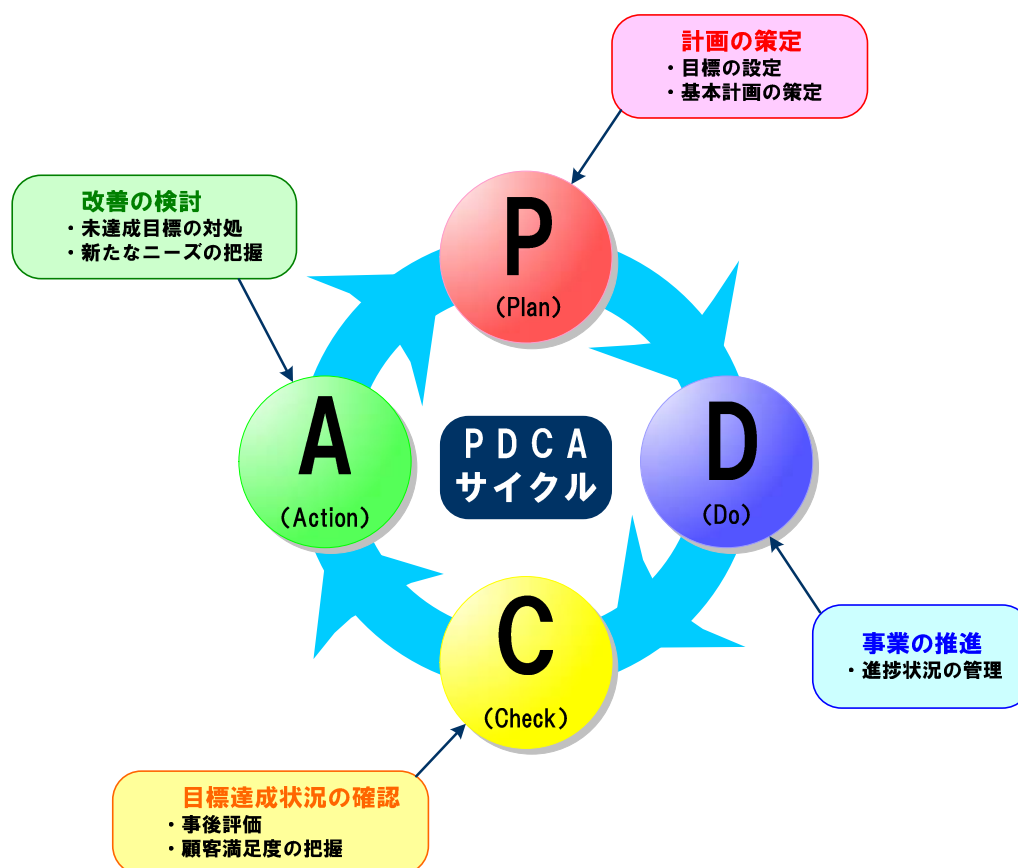 計画の策定
・目標の設定
・基本計画の策定
改善の検討
・未達成目標の対処
・新たなニーズの把握
P
(Plan)
A
(Action)
PDCA
サイクル
D
(Do)
C
(Check)
事業の推進
・進捗状況の管理
目標達成状況の確認
・事後評価
・顧客満足度の把握